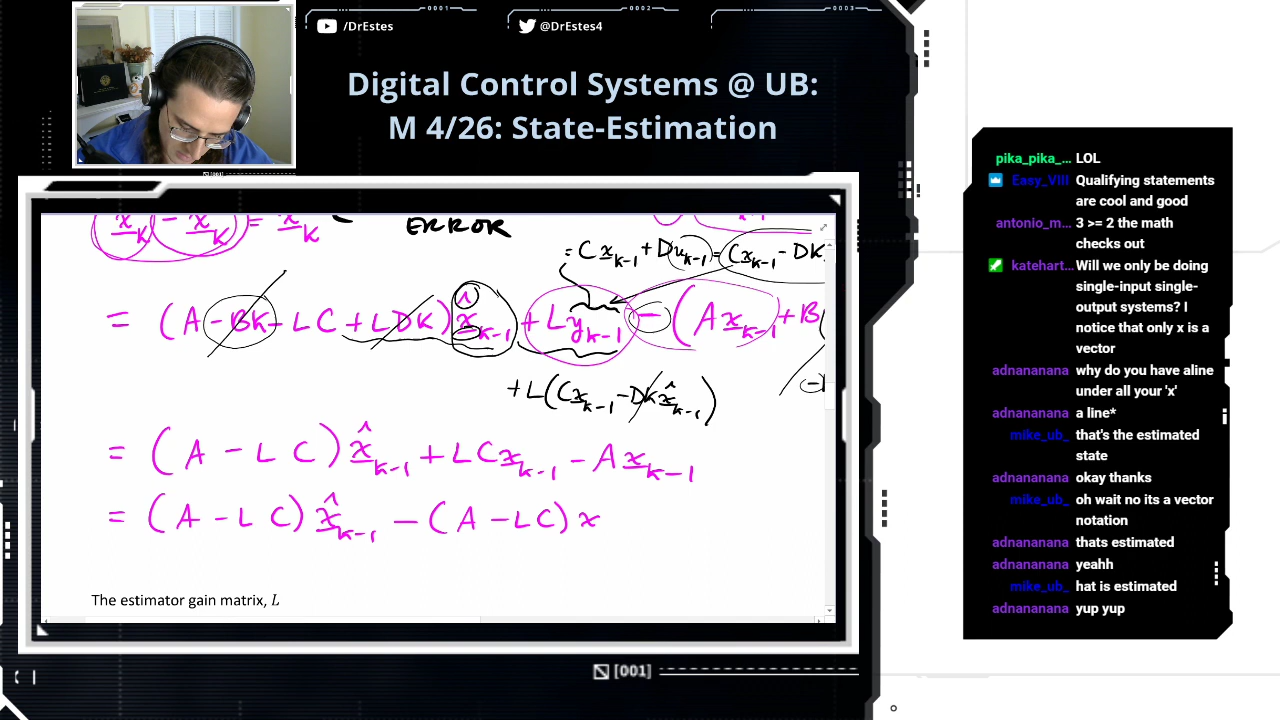 0001
0002
0003
/DrEstes
@DrEstes4
Digital Control Systems @ UB:
M 4/26: State-Estimation
[001]
ERROR
= Cx_{k-1} + Du_{k-1} = Cx_{k-1} - DK
= (A - BK - LC + LDK) x̂_{k-1} + Ly_{k-1} - (Ax_{k-1} + B(
+ L(Cx_{k-1} - DKx̂_{k-1})
= (A - LC) x̂_{k-1} + LCx_{k-1} - Ax_{k-1}
= (A - LC) x̂_{k-1} - (A - LC) x
The estimator gain matrix, L
[001]
pika_pika_... LOL
Easy_VIII Qualifying statements
are cool and good
antonio_m... 3 >= 2 the math
checks out
katehart... Will we only be doing
single-input single-
output systems? I
notice that only x is a
vector
adnananana why do you have aline
under all your 'x'
adnananana a line*
mike_ub_ that's the estimated
state
adnananana okay thanks
mike_ub_ oh wait no its a vector
notation
adnananana thats estimated
adnananana yeahh
mike_ub_ hat is estimated
adnananana yup yup